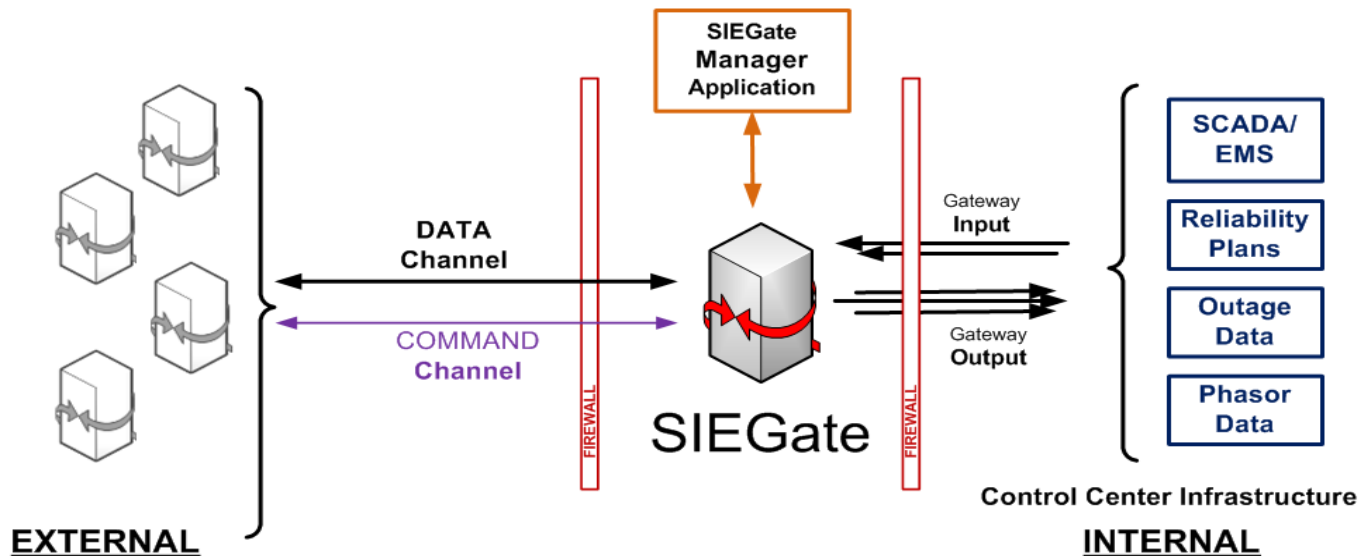 SIEGate
Manager
Application
DATA
Channel
COMMAND
Channel
FIREWALL
SIEGate
FIREWALL
Gateway
Input
Gateway
Output
SCADA/
EMS
Reliability
Plans
Outage
Data
Phasor
Data
Control Center Infrastructure
EXTERNAL
INTERNAL